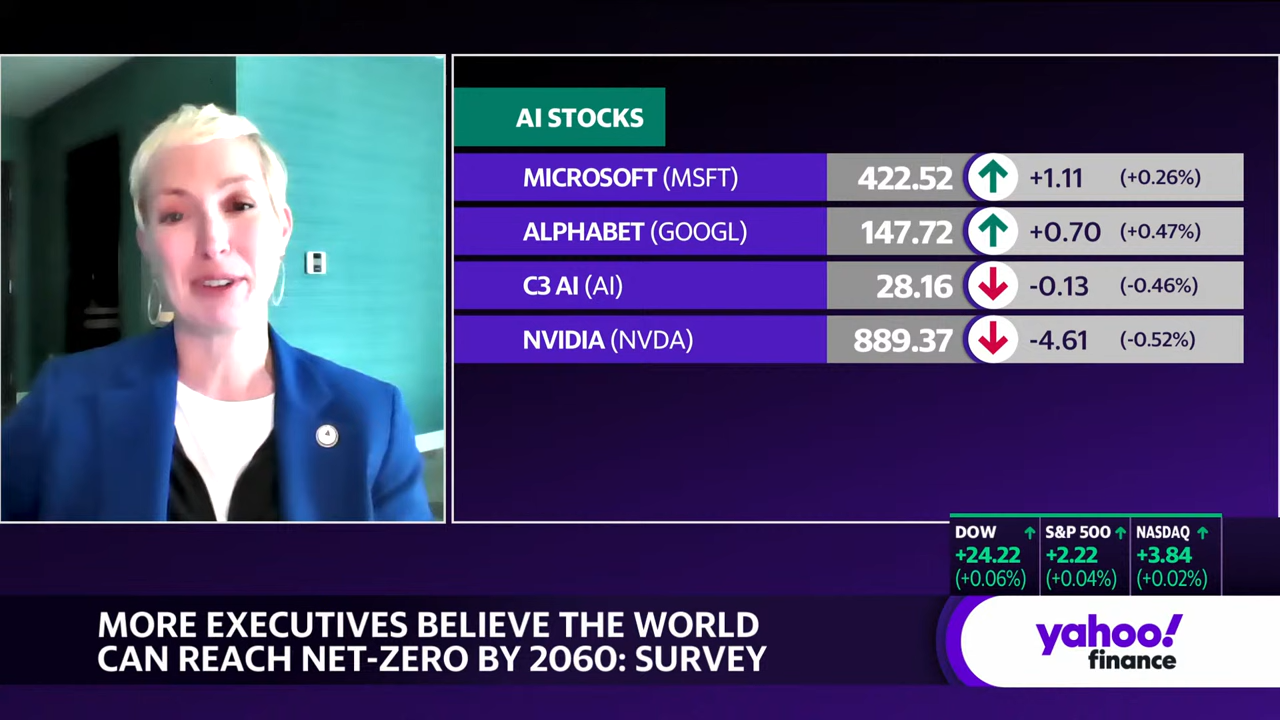 AI STOCKS
MICROSOFT (MSFT) 422.52 +1.11 (+0.26%)
ALPHABET (GOOGL) 147.72 +0.70 (+0.47%)
C3 AI (AI) 28.16 -0.13 (-0.46%)
NVIDIA (NVDA) 889.37 -4.61 (-0.52%)
DOW S&P 500 NASDAQ
+24.22 +2.22 +3.84
(+0.06%) (+0.04%) (+0.02%)
MORE EXECUTIVES BELIEVE THE WORLD
CAN REACH NET-ZERO BY 2060: SURVEY
yahoo!
finance